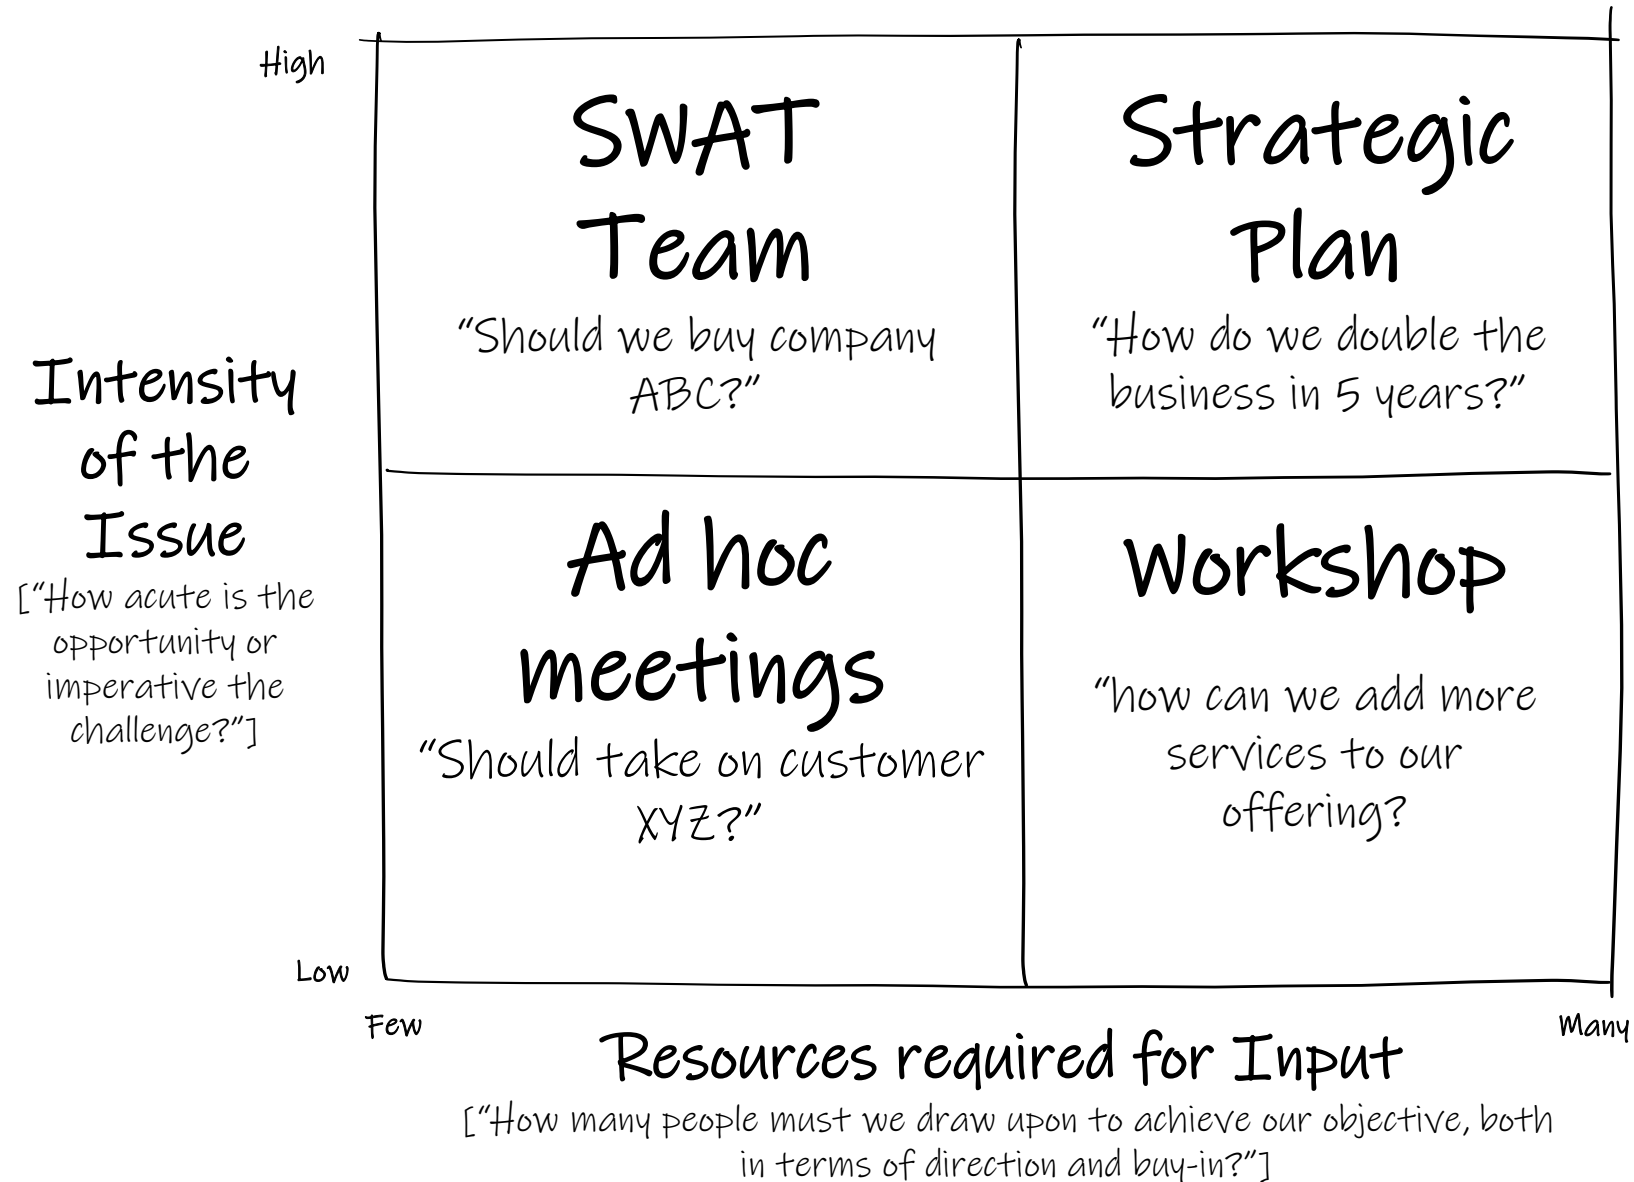 High
SWAT
Team
“Should we buy company
ABC?”
Strategic
Plan
“How do we double the
business in 5 years?”
Intensity
of the
Issue
[“How acute is the
opportunity or
imperative the
challenge?”]
Ad hoc
meetings
“Should take on customer
XYZ?”
Workshop
“how can we add more
services to our
offering?
Low
Few
Many
Resources required for Input
[“How many people must we draw upon to achieve our objective, both
in terms of direction and buy-in?”]